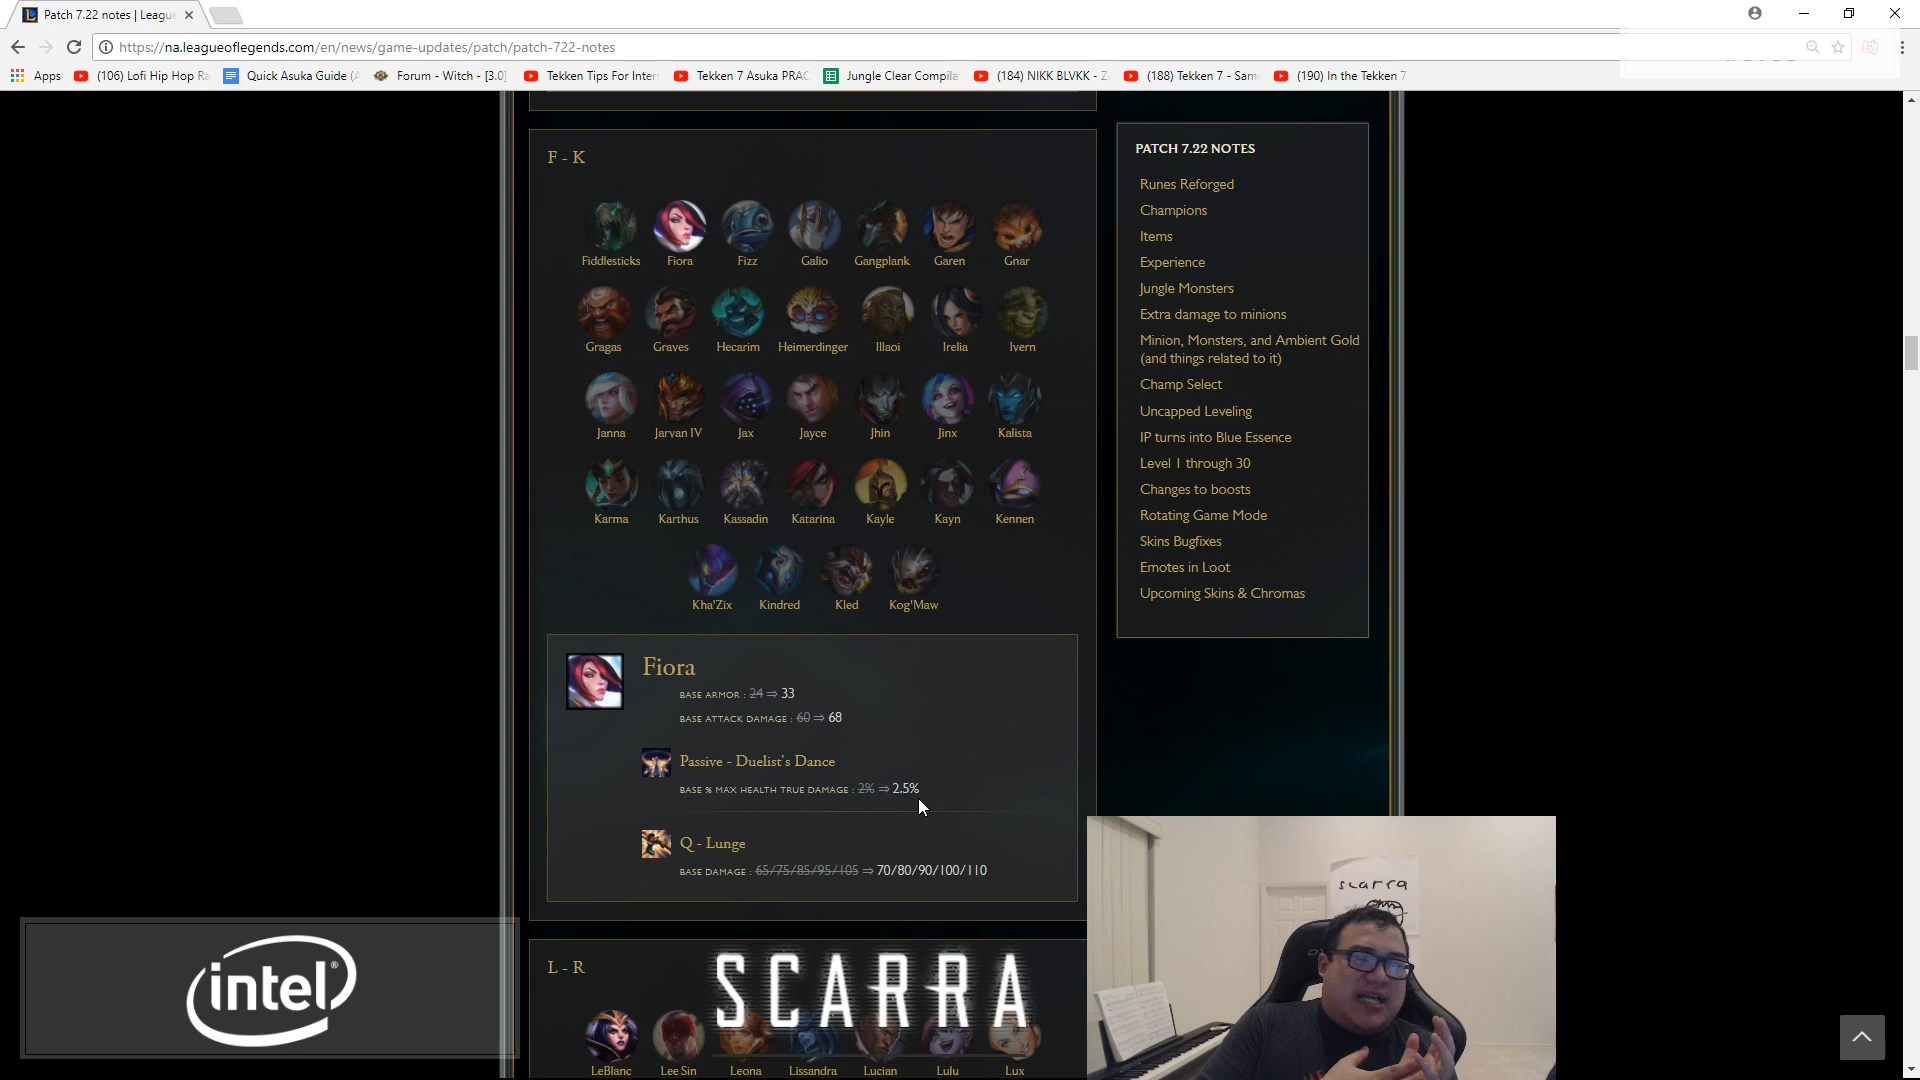 Patch 7.22 notes | Leagu
https://na.leagueoflegends.com/en/news/game-updates/patch/patch-722-notes
Apps
(106) Lofi Hip Hop Ra
Quick Asuka Guide (A
Forum - Witch - [3.0]
Tekken Tips For Inter
Tekken 7 Asuka PRAC
Jungle Clear Compila
(184) NIKK BLVKK - Z
(188) Tekken 7 - Sam
(190) In the Tekken 7
F - K
Fiddlesticks Fiora Fizz Galio Gangplank Garen Gnar
Gragas Graves Hecarim Heimerdinger Illaoi Irelia Ivern
Janna Jarvan IV Jax Jayce Jhin Jinx Kalista
Karma Karthus Kassadin Katarina Kayle Kayn Kennen
Kha'Zix Kindred Kled Kog'Maw
Fiora
BASE ARMOR : 24 ⇒ 33
BASE ATTACK DAMAGE : 60 ⇒ 68
Passive - Duelist's Dance
BASE % MAX HEALTH TRUE DAMAGE : 2% ⇒ 2.5%
Q - Lunge
BASE DAMAGE : 65/75/85/95/105 ⇒ 70/80/90/100/110
L - R
LeBlanc Lee Sin Leona Lissandra Lucian Lulu Lux
PATCH 7.22 NOTES
Runes Reforged
Champions
Items
Experience
Jungle Monsters
Extra damage to minions
Minion, Monsters, and Ambient Gold
(and things related to it)
Champ Select
Uncapped Leveling
IP turns into Blue Essence
Level 1 through 30
Changes to boosts
Rotating Game Mode
Skins Bugfixes
Emotes in Loot
Upcoming Skins & Chromas
intel®
SCARRA
scarra